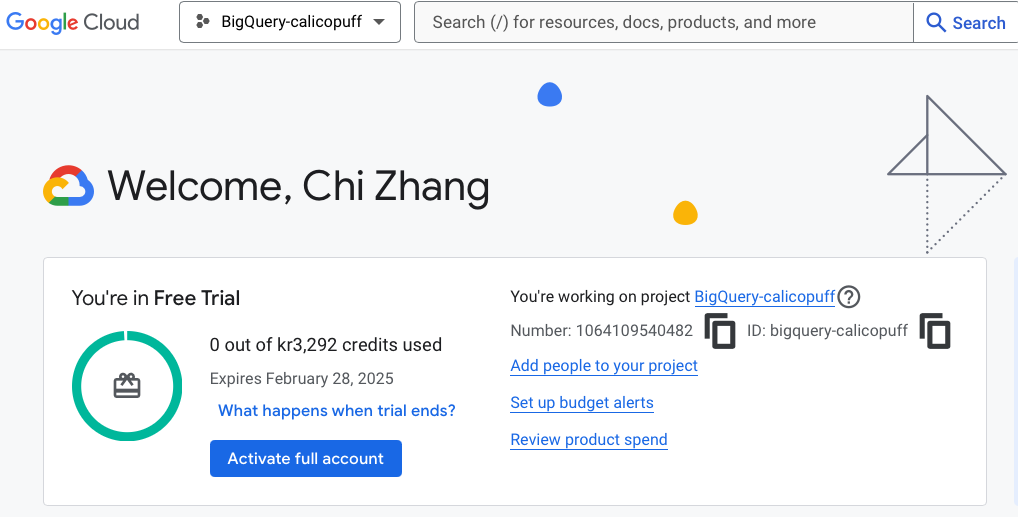 Google Cloud
BigQuery-calicopuff
Search (/) for resources, docs, products, and more
Search
Welcome, Chi Zhang
You're in Free Trial
0 out of kr3,292 credits used
Expires February 28, 2025
What happens when trial ends?
Activate full account
You're working on project BigQuery-calicopuff
Number: 1064109540482 ID: bigquery-calicopuff
Add people to your project
Set up budget alerts
Review product spend